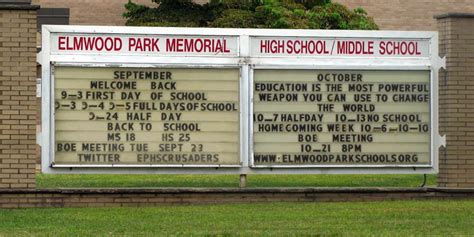 ELMWOOD PARK MEMORIAL
SEPTEMBER
WELCOME BACK
9-3 FIRST DAY OF SCHOOL
9-3 9-4 9-5 FULL DAYS OF SCHOOL
9-24 HALF DAY
BACK TO SCHOOL
MS 18 HS 25
BOE MEETING TUE SEPT 23
TWITTER EPHSCRUSADERS
HIGH SCHOOL / MIDDLE SCHOOL
OCTOBER
EDUCATION IS THE MOST POWERFUL
WEAPON YOU CAN USE TO CHANGE
THE WORLD
10-7 HALFDAY 10-13 NO SCHOOL
HOMECOMING WEEK 10-6-10-10
BOE MEETING
10-21 8PM
WWW.ELMWOODPARKSCHOOLS.ORG